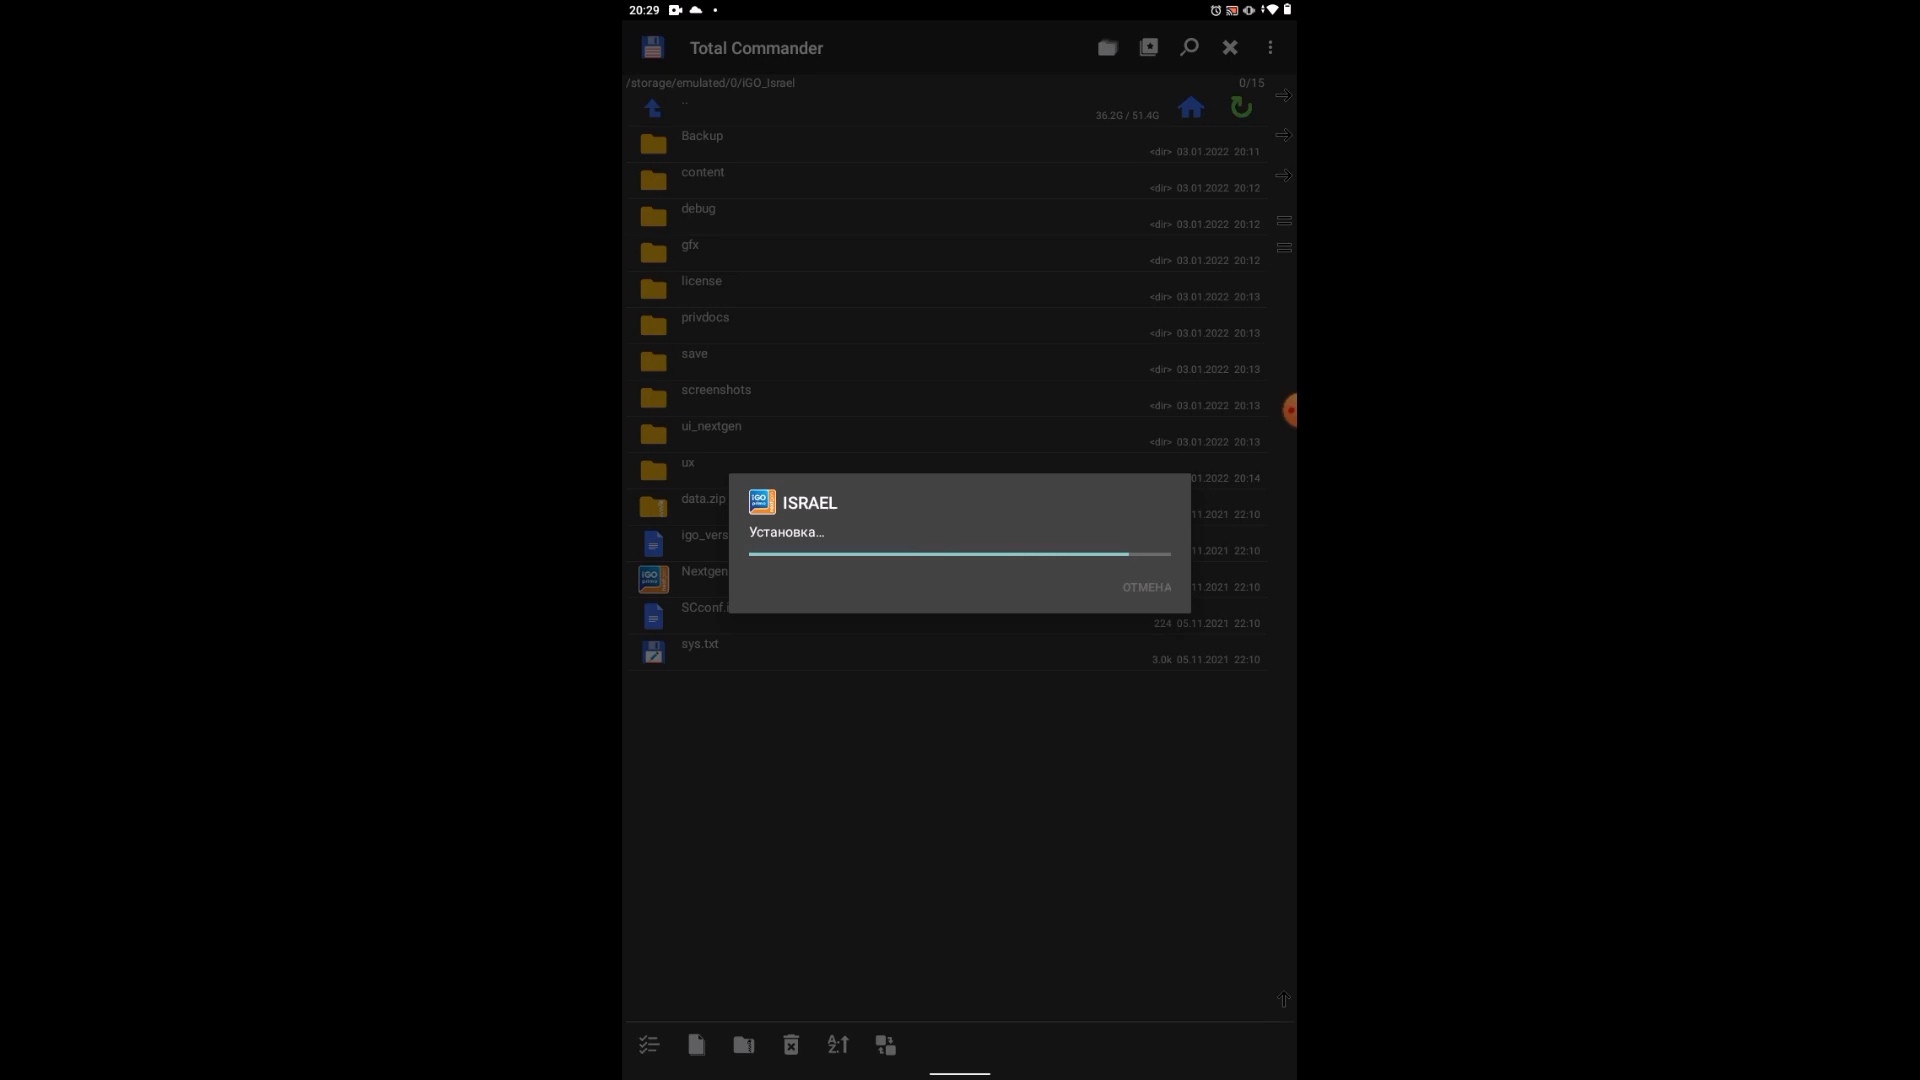 20:29
Total Commander
/storage/emulated/0/iGO_Israel
0/15
..
36.2G / 51.4G
Backup
<dir> 03.01.2022 20:11
content
<dir> 03.01.2022 20:12
debug
<dir> 03.01.2022 20:12
gfx
<dir> 03.01.2022 20:12
license
<dir> 03.01.2022 20:13
privdocs
<dir> 03.01.2022 20:13
save
<dir> 03.01.2022 20:13
screenshots
<dir> 03.01.2022 20:13
ui_nextgen
<dir> 03.01.2022 20:13
ux
01.2022 20:14
data.zip
11.2021 22:10
igo_vers
11.2021 22:10
Nextgen
11.2021 22:10
SCconf.
224 05.11.2021 22:10
sys.txt
3.0k 05.11.2021 22:10
iGO
ISRAEL
Установка...
ОТМЕНА